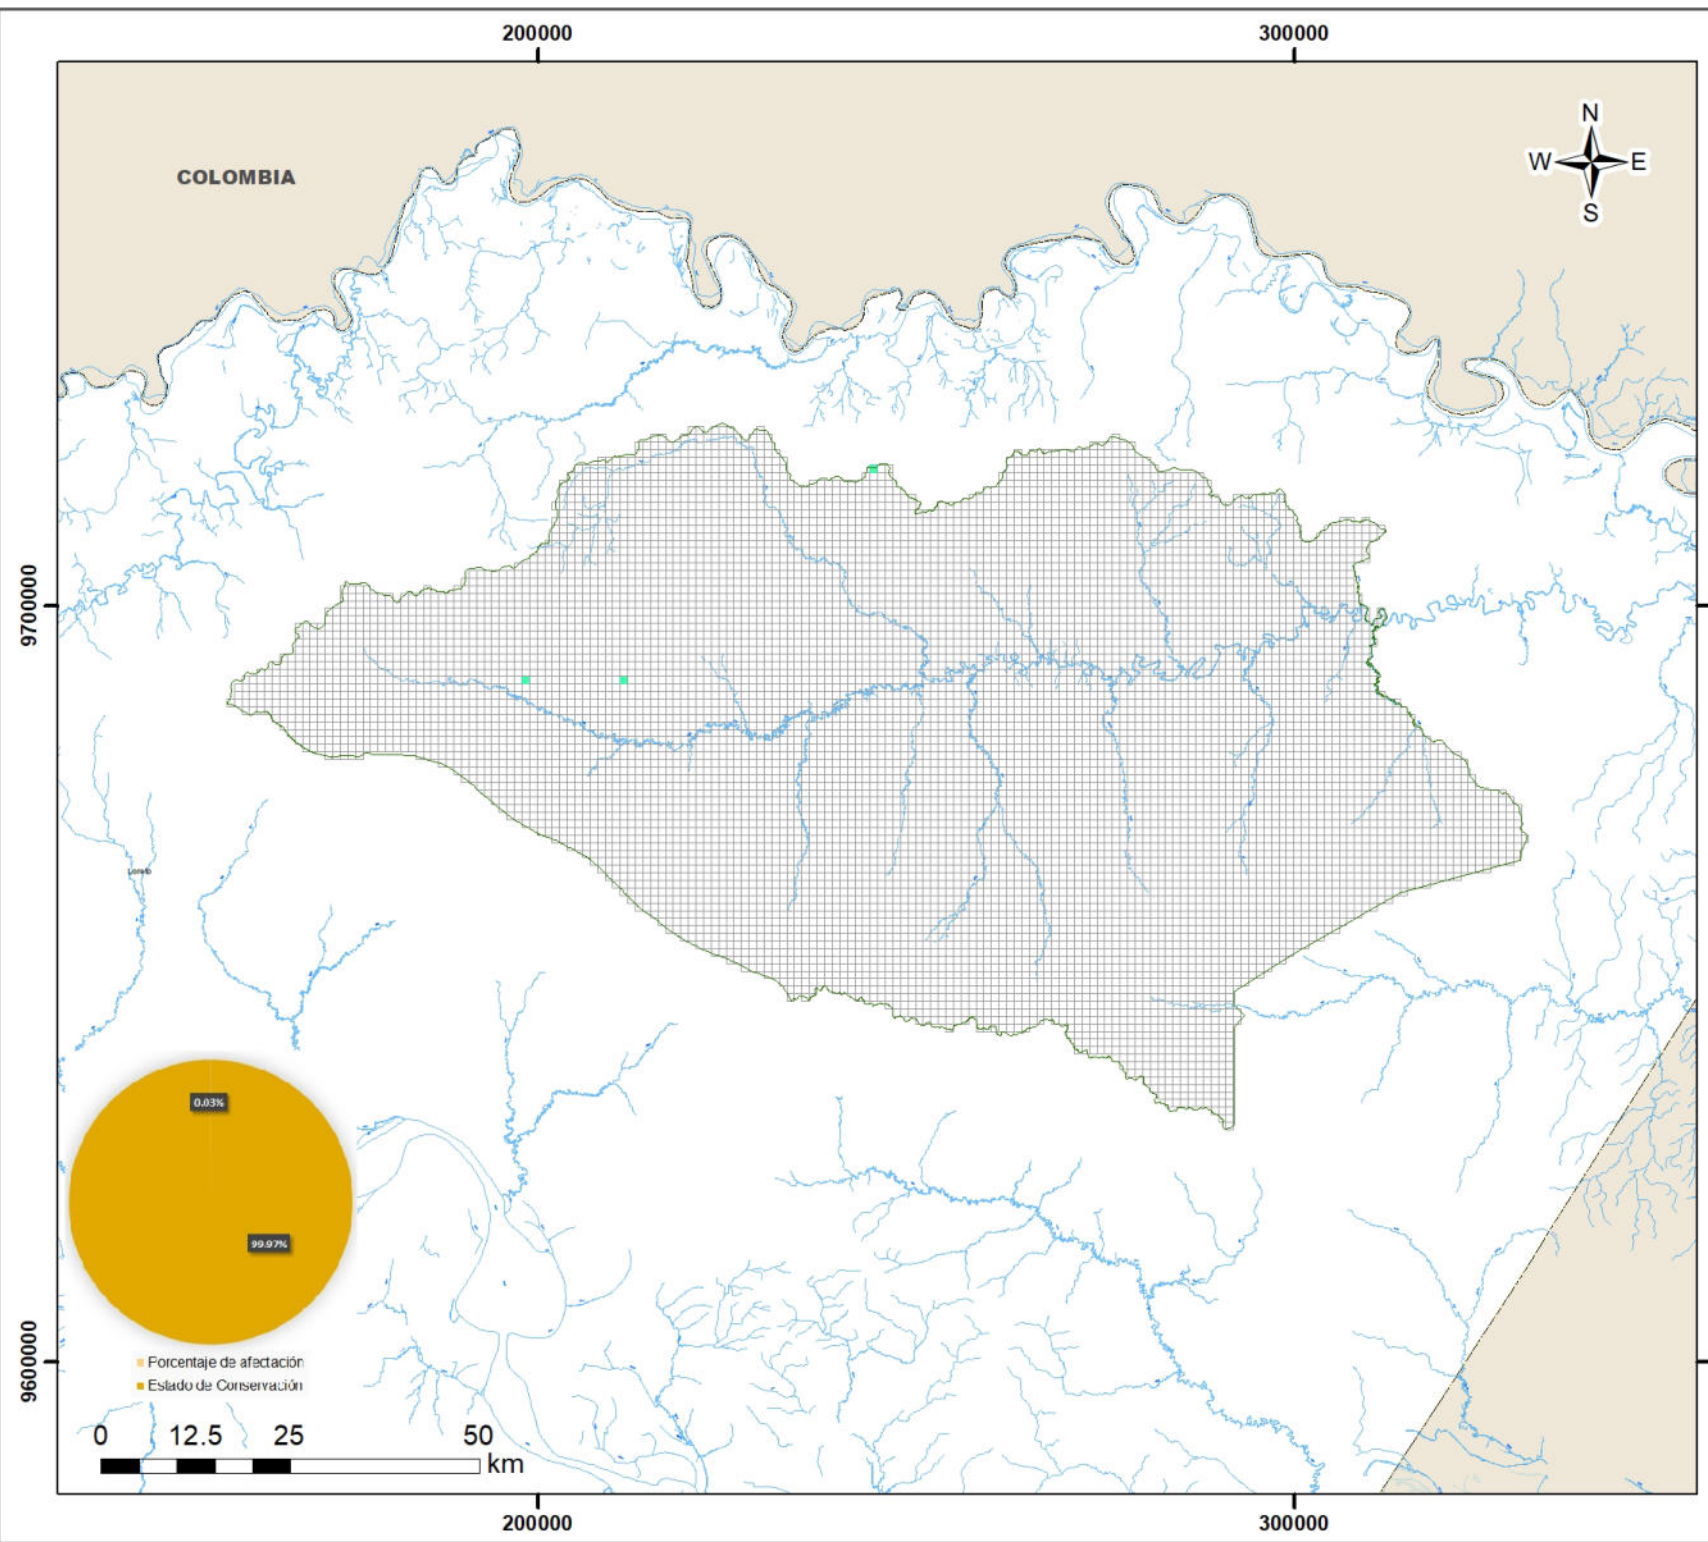 200000 300000
N
W E
S
COLOMBIA
9700000
Loreto
0.03%
99.97%
Porcentaje de afectación
Estado de Conservación
9600000
0 12.5 25 50
km
200000 300000